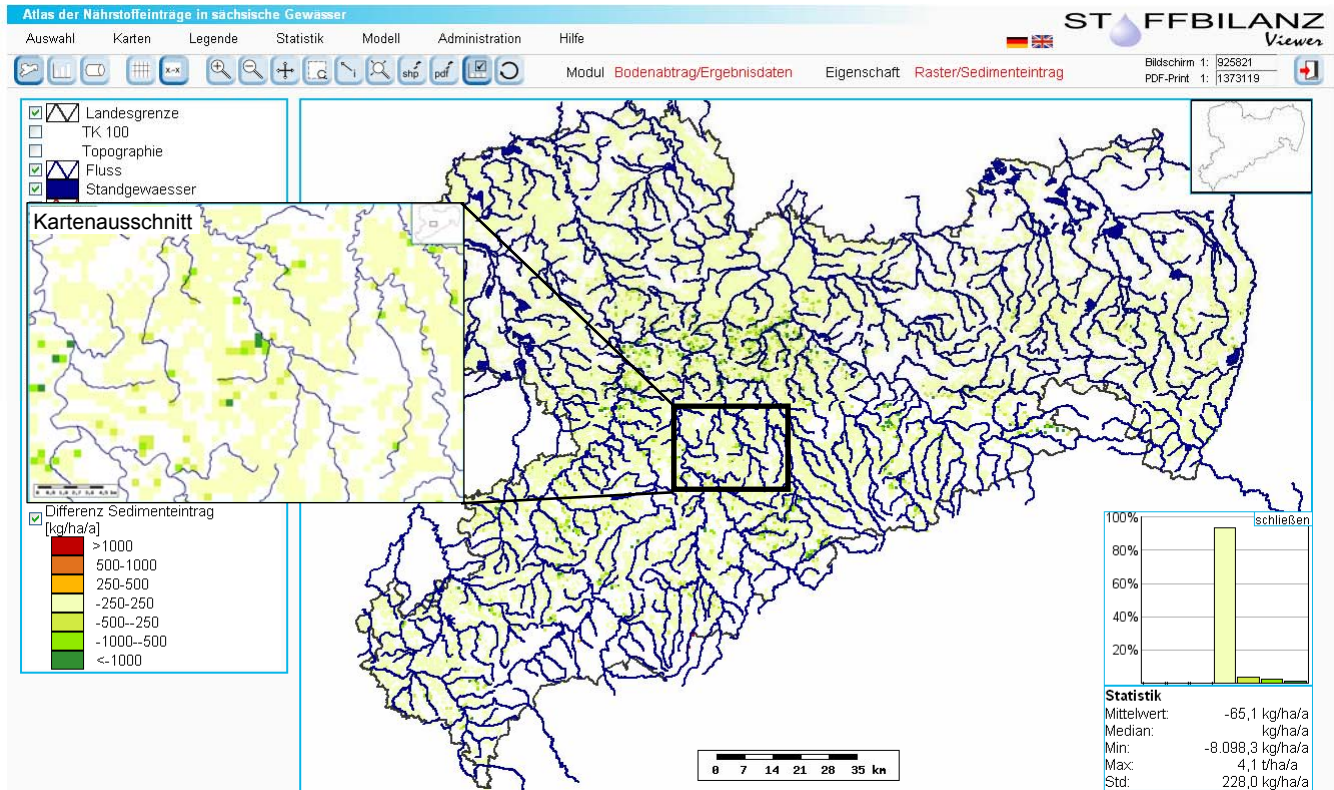 Atlas der Nährstoffeinträge in sächsische Gewässer
STOFFBILANZ
Viewer
Auswahl Karten Legende Statistik Modell Administration Hilfe
x-x shp pdf
Modul Bodenabtrag/Ergebnisdaten Eigenschaft Raster/Sedimenteintrag
Bildschirm 1: 925821
PDF-Print 1: 1373119
Landesgrenze
TK 100
Topographie
Fluss
Standgewaesser
Kartenausschnitt
Differenz Sedimenteintrag
[kg/ha/a]
>1000
500-1000
250-500
-250-250
-500--250
-1000--500
<-1000
0 7 14 21 28 35 km
schließen
100%
80%
60%
40%
20%
Statistik
Mittelwert: -65,1 kg/ha/a
Median: kg/ha/a
Min: -8.098,3 kg/ha/a
Max: 4,1 t/ha/a
Std: 228,0 kg/ha/a